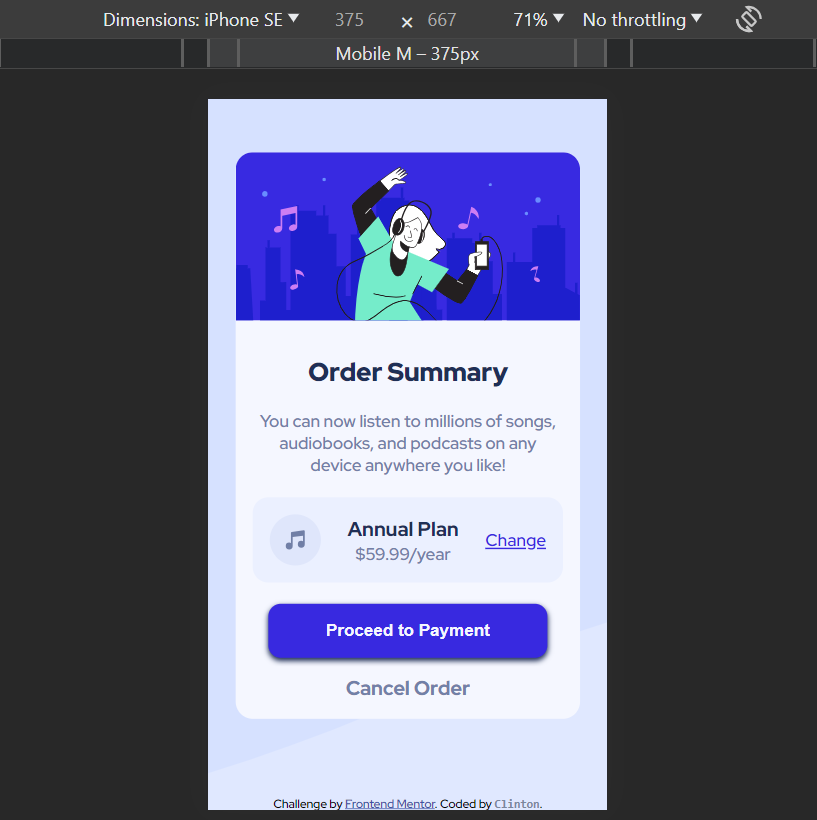 Dimensions: iPhone SE ▼ 375 × 667 71% ▼ No throttling ▼
Mobile M – 375px
Order Summary
You can now listen to millions of songs,
audiobooks, and podcasts on any
device anywhere you like!
Annual Plan
$59.99/year
Change
Proceed to Payment
Cancel Order
Challenge by Frontend Mentor. Coded by Clinton.